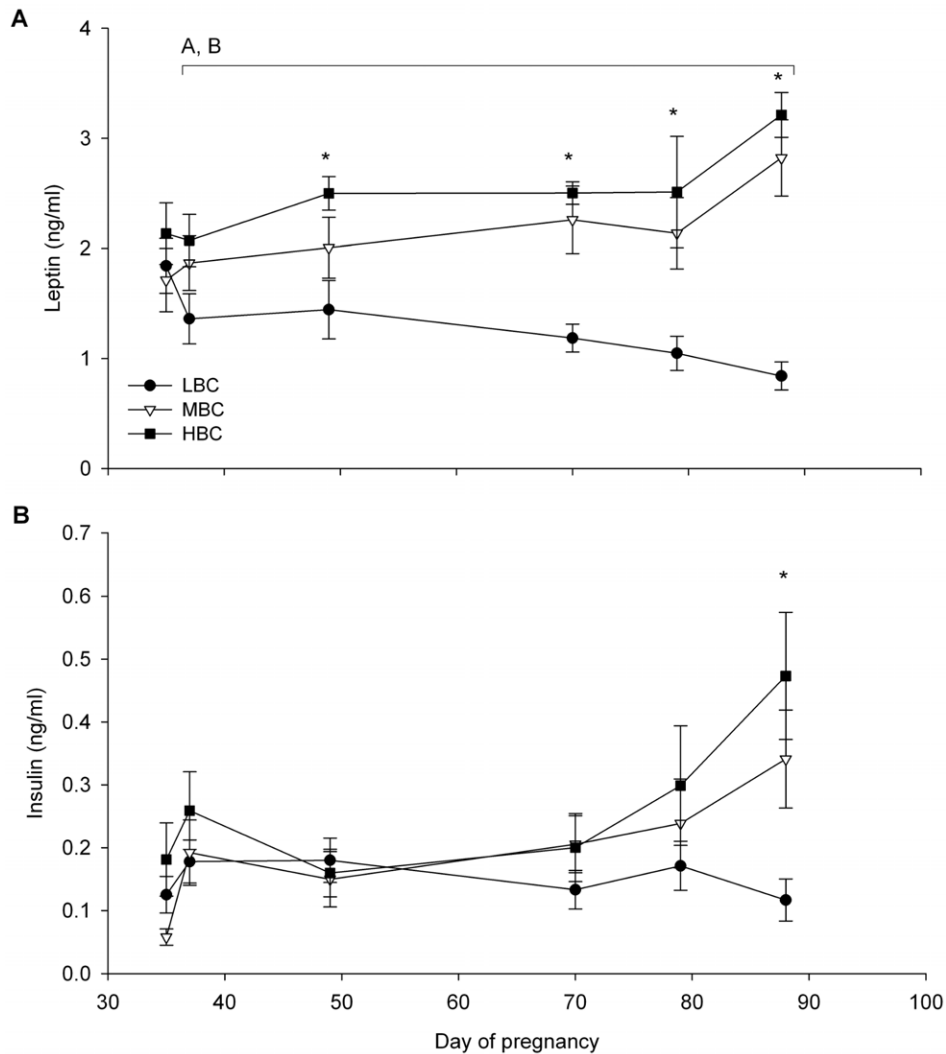 A
4
A, B
*
3
*
*
*
Leptin (ng/ml)
2
1
LBC
MBC
HBC
0
B
0.7
*
0.6
0.5
0.4
Insulin (ng/ml)
0.3
0.2
0.1
0.0
30 40 50 60 70 80 90 100
Day of pregnancy